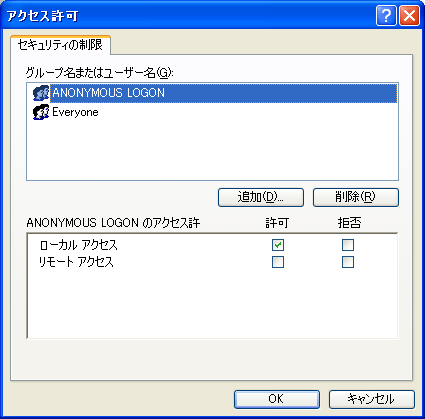 アクセス許可
セキュリティの制限
グループ名またはユーザー名(G):
ANONYMOUS LOGON
Everyone
追加(D)... 削除(R)
ANONYMOUS LOGON のアクセス許 許可 拒否
ローカル アクセス
リモート アクセス
OK キャンセル